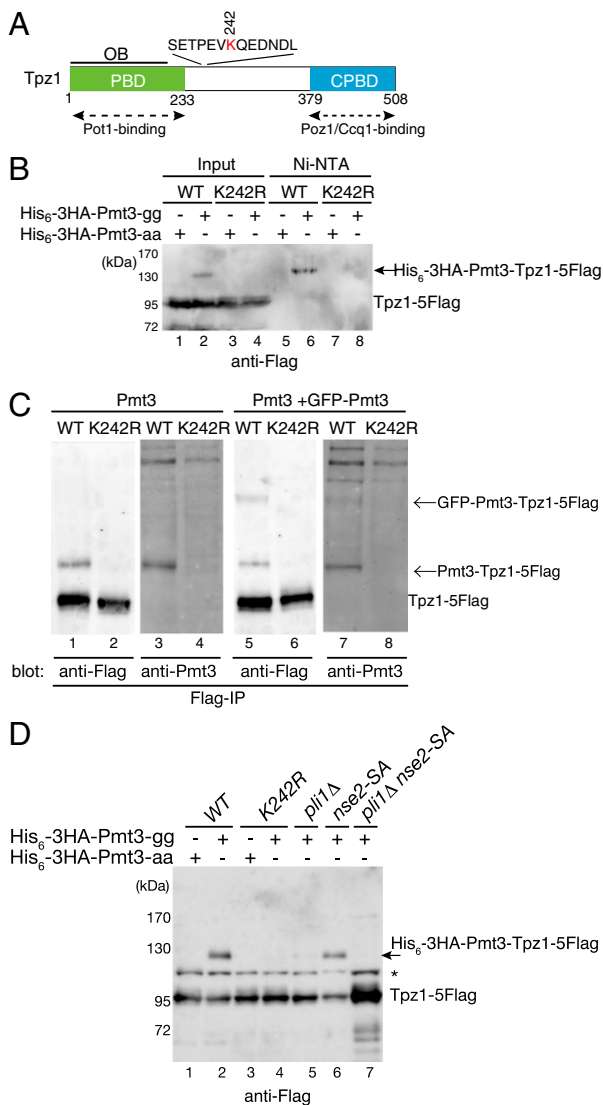 A
242
SETPEVKQEDNDL
OB
Tpz1 PBD CPBD
1 233 379 508
Pot1-binding Poz1/Ccq1-binding
B
Input Ni-NTA
WT K242R WT K242R
His6-3HA-Pmt3-gg - + - + - + - +
His6-3HA-Pmt3-aa + - + - + - + -
(kDa)
170
130 His6-3HA-Pmt3-Tpz1-5Flag
95 Tpz1-5Flag
72
1 2 3 4 5 6 7 8
anti-Flag
C
Pmt3 Pmt3 +GFP-Pmt3
WT K242R WT K242R WT K242R WT K242R
GFP-Pmt3-Tpz1-5Flag
Pmt3-Tpz1-5Flag
Tpz1-5Flag
1 2 3 4 5 6 7 8
blot: anti-Flag anti-Pmt3 anti-Flag anti-Pmt3
Flag-IP
D
WT K242R pli1Δ nse2-SA pli1Δ nse2-SA
His6-3HA-Pmt3-gg - + - + + + +
His6-3HA-Pmt3-aa + - + - - - -
(kDa)
170
130 His6-3HA-Pmt3-Tpz1-5Flag
*
95 Tpz1-5Flag
72
1 2 3 4 5 6 7
anti-Flag